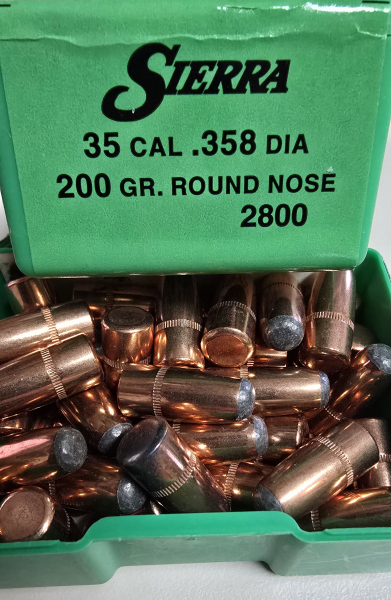 SIERRA
35 CAL .358 DIA
200 GR. ROUND NOSE
2800